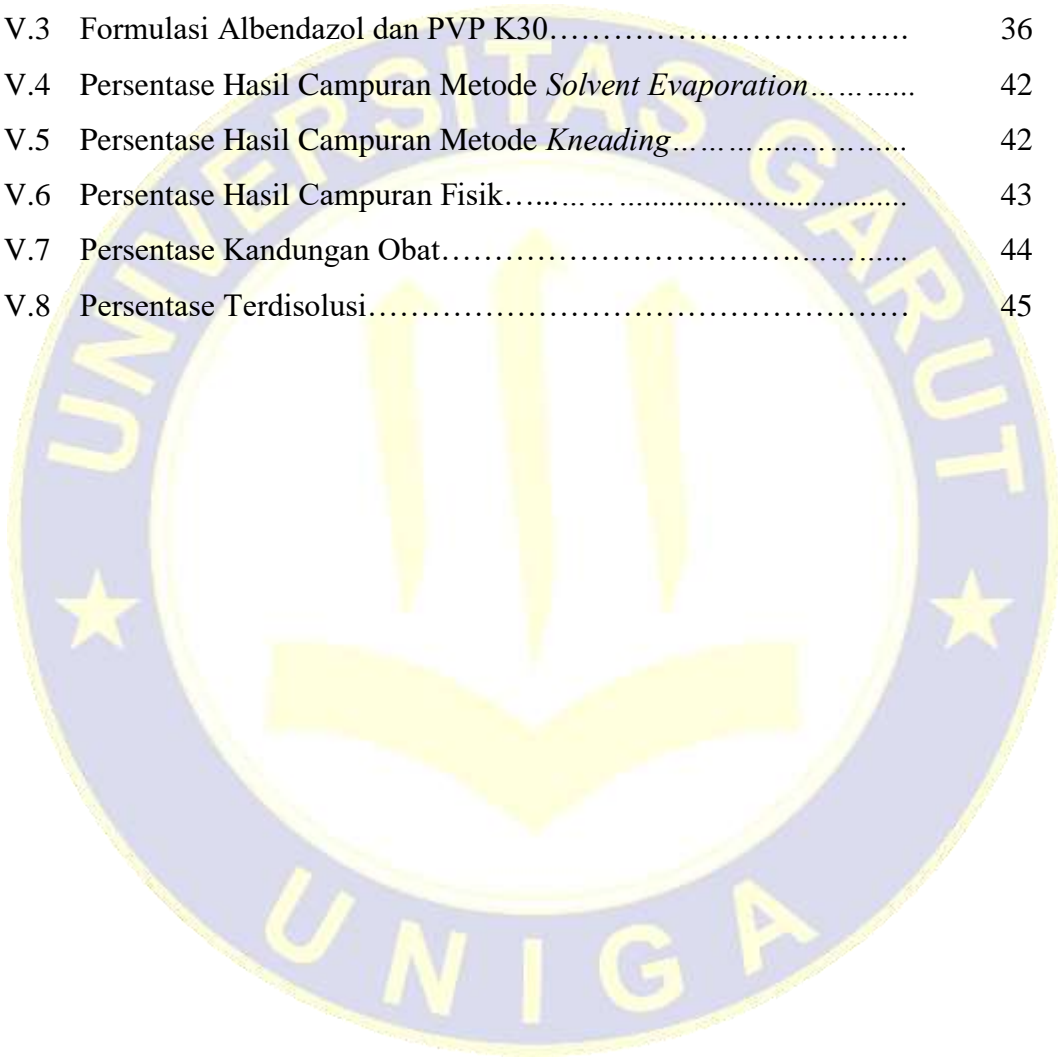 V.3 Formulasi Albendazol dan PVP K30……………………………. 36
V.4 Persentase Hasil Campuran Metode Solvent Evaporation………... 42
V.5 Persentase Hasil Campuran Metode Kneading…………………... 42
V.6 Persentase Hasil Campuran Fisik…...……...................................... 43
V.7 Persentase Kandungan Obat…………………………………... 44
V.8 Persentase Terdisolusi……………………………………………… 45
UNIVERSITAS GARUT
UNIGA